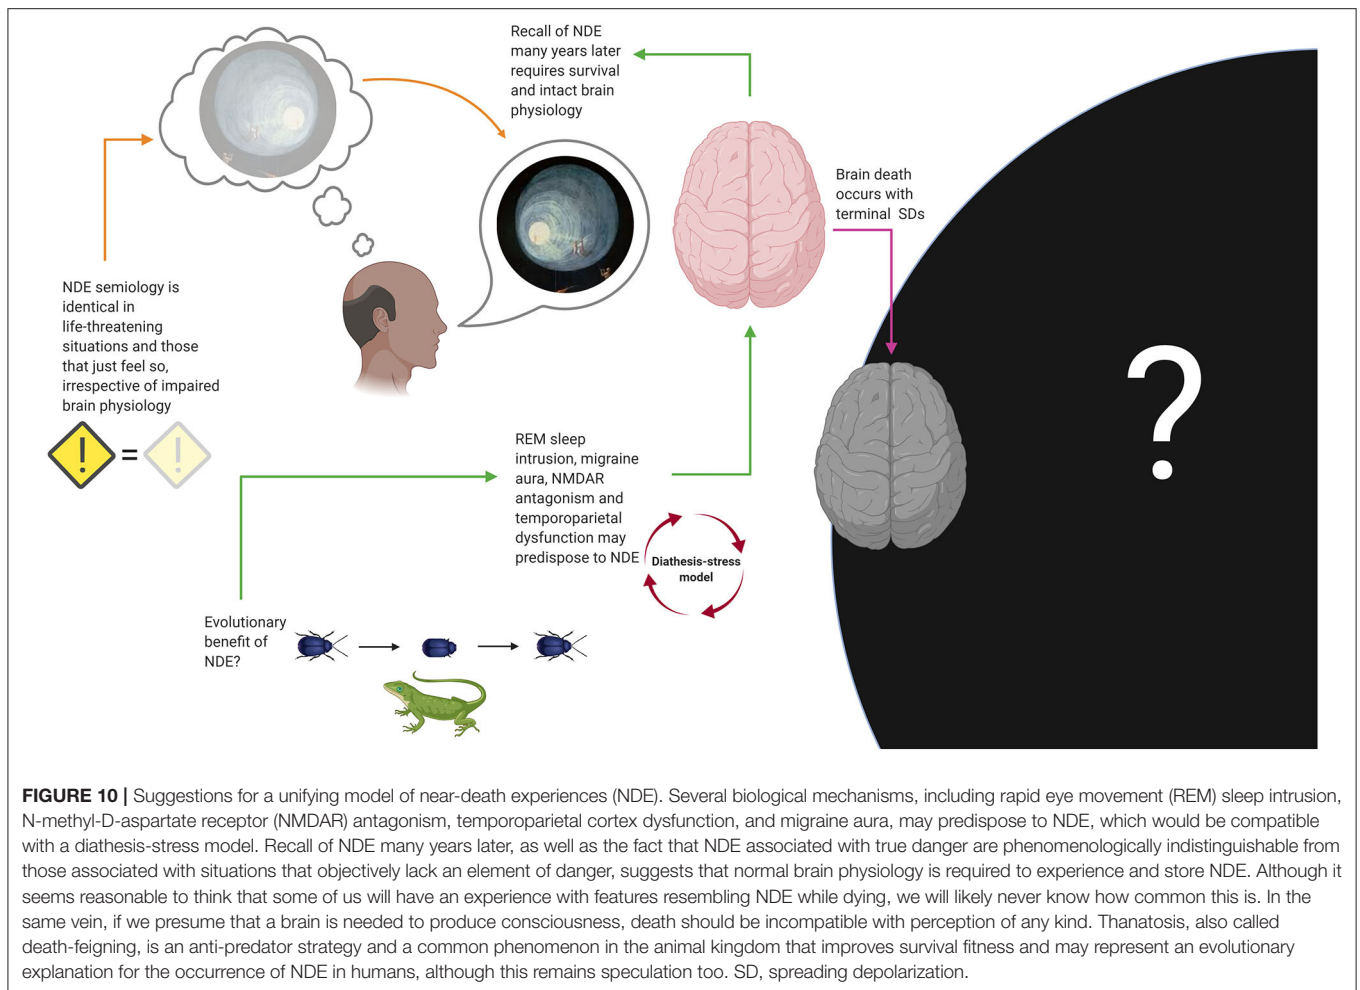 Recall of NDE
many years later
requires survival
and intact brain
physiology
Brain death
occurs with
terminal SDs
NDE semiology is
identical in
life-threatening
situations and those
that just feel so,
irrespective of impaired
brain physiology
! = !
?
REM sleep
intrusion, migraine
aura, NMDAR
antagonism and
temporoparietal
dysfunction may
predispose to NDE
Diathesis-stress
model
Evolutionary
benefit of
NDE?
FIGURE 10 | Suggestions for a unifying model of near-death experiences (NDE). Several biological mechanisms, including rapid eye movement (REM) sleep intrusion,
N-methyl-D-aspartate receptor (NMDAR) antagonism, temporoparietal cortex dysfunction, and migraine aura, may predispose to NDE, which would be compatible
with a diathesis-stress model. Recall of NDE many years later, as well as the fact that NDE associated with true danger are phenomenologically indistinguishable from
those associated with situations that objectively lack an element of danger, suggests that normal brain physiology is required to experience and store NDE. Although it
seems reasonable to think that some of us will have an experience with features resembling NDE while dying, we will likely never know how common this is. In the
same vein, if we presume that a brain is needed to produce consciousness, death should be incompatible with perception of any kind. Thanatosis, also called
death-feigning, is an anti-predator strategy and a common phenomenon in the animal kingdom that improves survival fitness and may represent an evolutionary
explanation for the occurrence of NDE in humans, although this remains speculation too. SD, spreading depolarization.